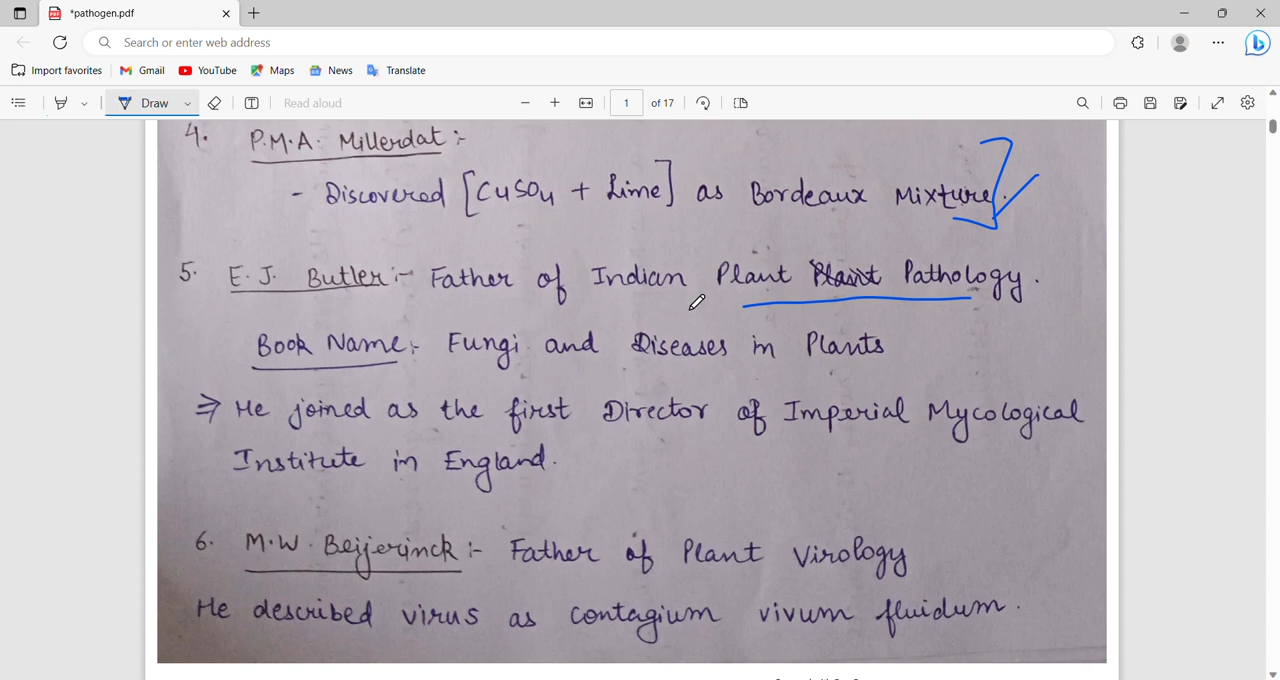 *pathogen.pdf
Search or enter web address
Import favorites Gmail YouTube Maps News Translate
Draw Read aloud 1 of 17
4. P.M.A. Millerdat :-
- Discovered [CuSO4 + Lime] as Bordeaux Mixture.
5. E.J. Butler :- Father of Indian Plant Plant Pathology.
Book Name :- Fungi and Diseases in Plants
⇒ He joined as the first Director of Imperial Mycological
Institute in England.
6. M.W. Beijjerinck :- Father of Plant Virology
He described virus as contagium vivum fluidum.